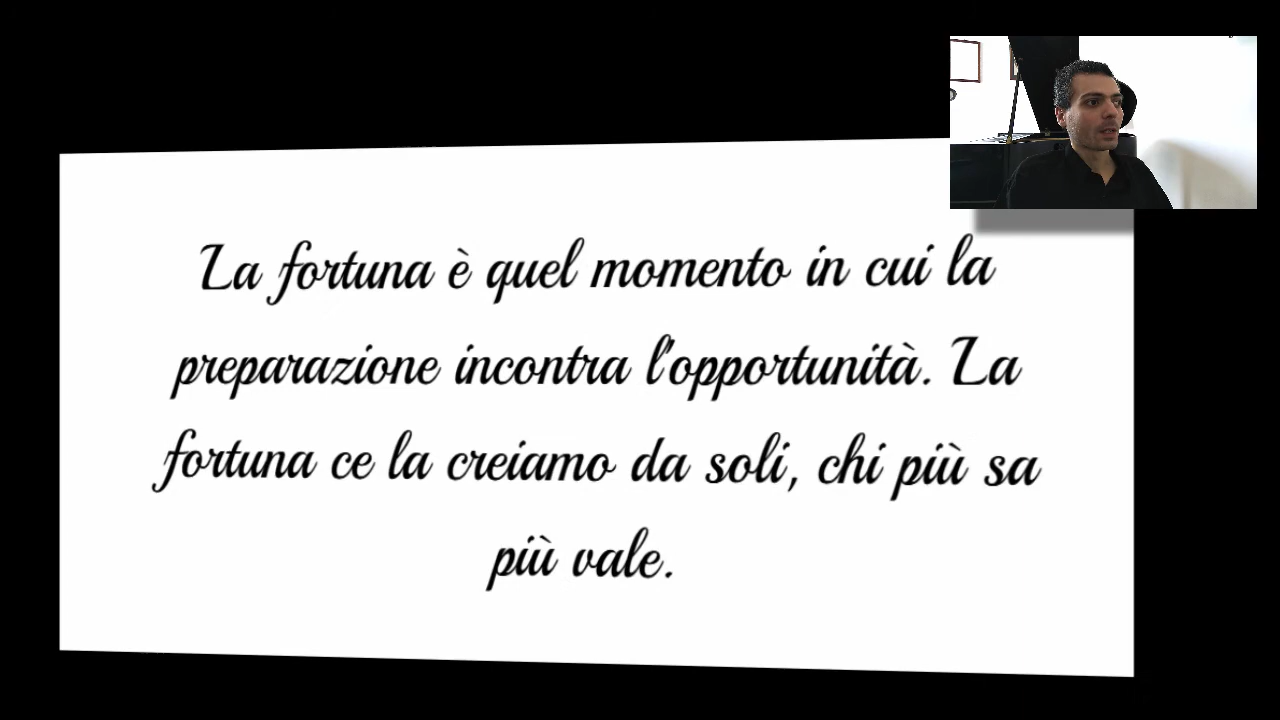 La fortuna è quel momento in cui la
preparazione incontra l'opportunità. La
fortuna ce la creiamo da soli, chi più sa
più vale.